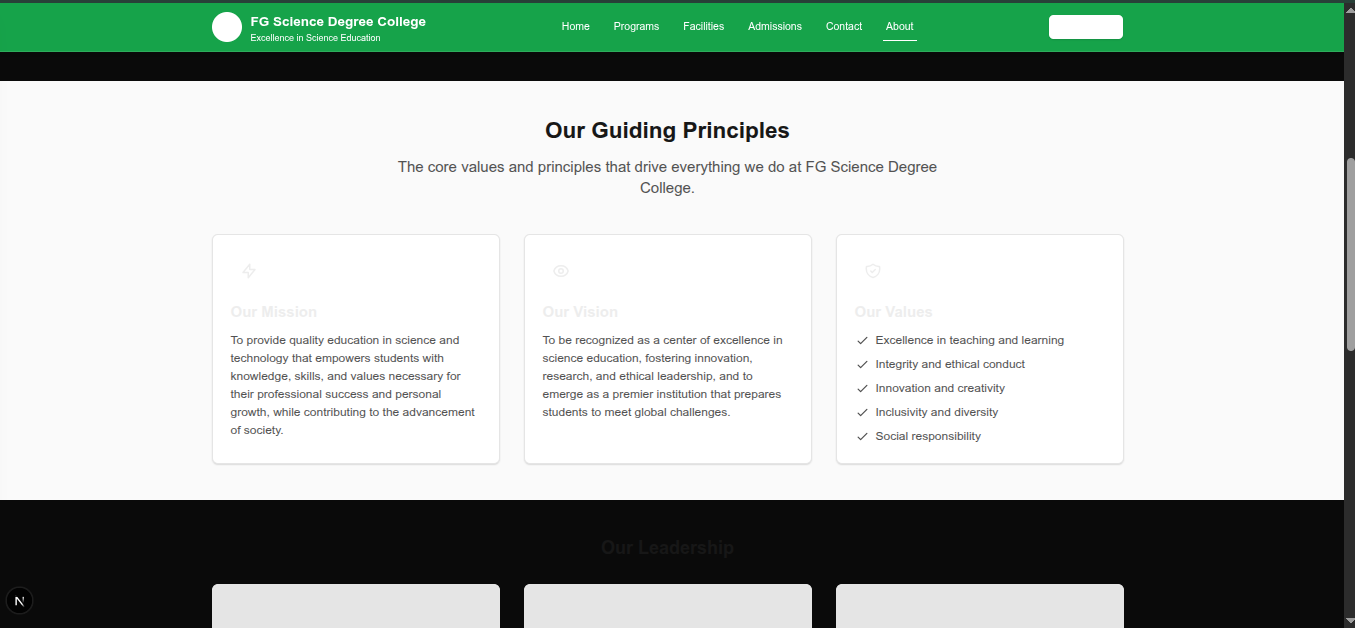 FG Science Degree College
Excellence in Science Education
Home
Programs
Facilities
Admissions
Contact
About
Our Guiding Principles
The core values and principles that drive everything we do at FG Science Degree
College.
Our Mission
To provide quality education in science and
technology that empowers students with
knowledge, skills, and values necessary for
their professional success and personal
growth, while contributing to the advancement
of society.
Our Vision
To be recognized as a center of excellence in
science education, fostering innovation,
research, and ethical leadership, and to
emerge as a premier institution that prepares
students to meet global challenges.
Our Values
Excellence in teaching and learning
Integrity and ethical conduct
Innovation and creativity
Inclusivity and diversity
Social responsibility
Our Leadership
N